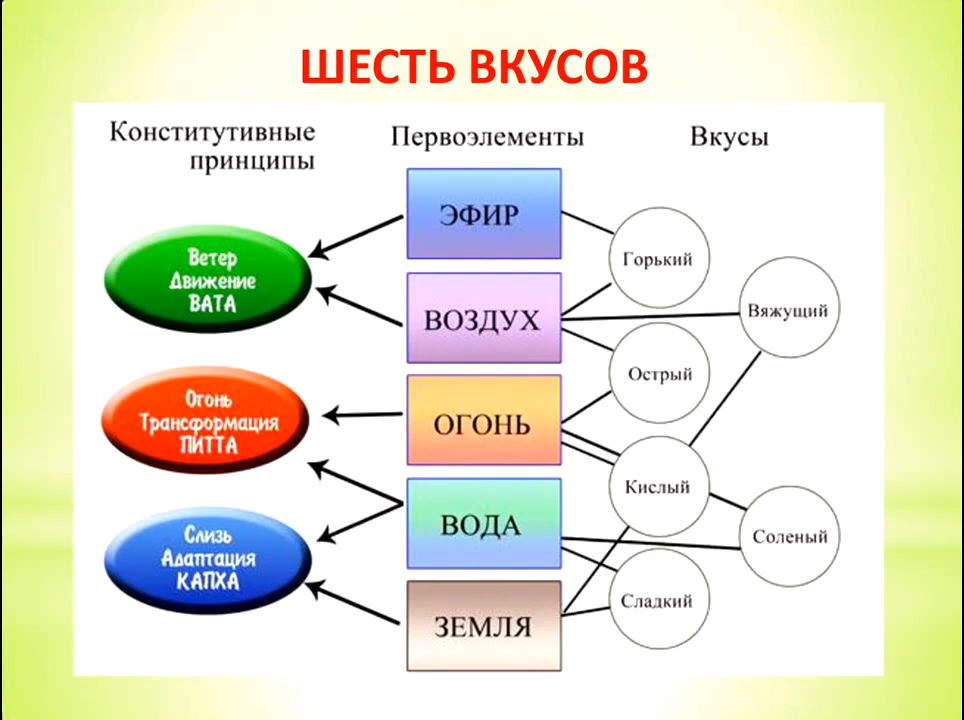 ШЕСТЬ ВКУСОВ
Конститутивные
принципы
Первоэлементы
Вкусы
Ветер
Движение
ВАТА
Огонь
Трансформация
ПИТТА
Слизь
Адаптация
КАПХА
ЭФИР
ВОЗДУХ
ОГОНЬ
ВОДА
ЗЕМЛЯ
Горький
Вяжущий
Острый
Кислый
Соленый
Сладкий